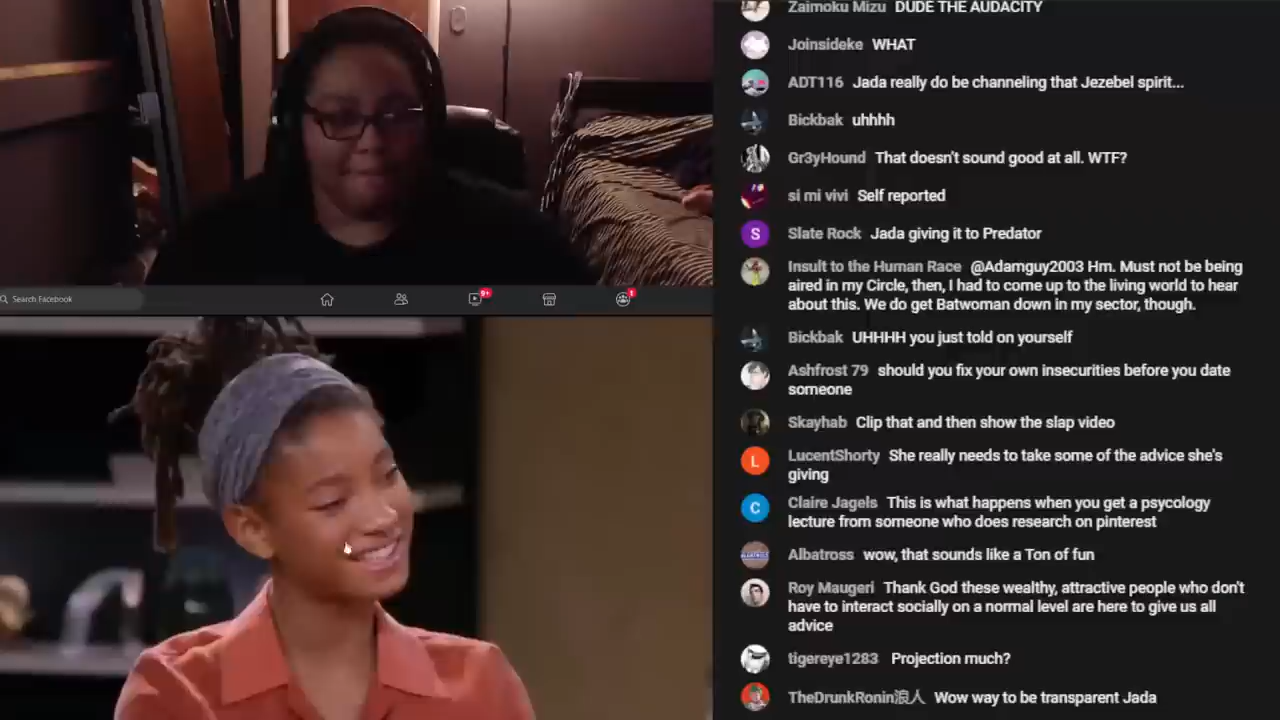 Zaimoku Mizu DUDE THE AUDACITY
Joinsideke WHAT
ADT116 Jada really do be channeling that Jezebel spirit...
Bickbak uhhhh
Gr3yHound That doesn't sound good at all. WTF?
si mi vivi Self reported
S Slate Rock Jada giving it to Predator
Insult to the Human Race @Adamguy2003 Hm. Must not be being
aired in my Circle, then, I had to come up to the living world to hear
about this. We do get Batwoman down in my sector, though.
Search Facebook
9+
1
Bickbak UHHHH you just told on yourself
Ashfrost 79 should you fix your own insecurities before you date
someone
Skayhab Clip that and then show the slap video
L LucentShorty She really needs to take some of the advice she's
giving
C Claire Jagels This is what happens when you get a psycology
lecture from someone who does research on pinterest
Albatross wow, that sounds like a Ton of fun
Roy Maugeri Thank God these wealthy, attractive people who don't
have to interact socially on a normal level are here to give us all
advice
tigereye1283 Projection much?
TheDrunkRonin浪人 Wow way to be transparent Jada